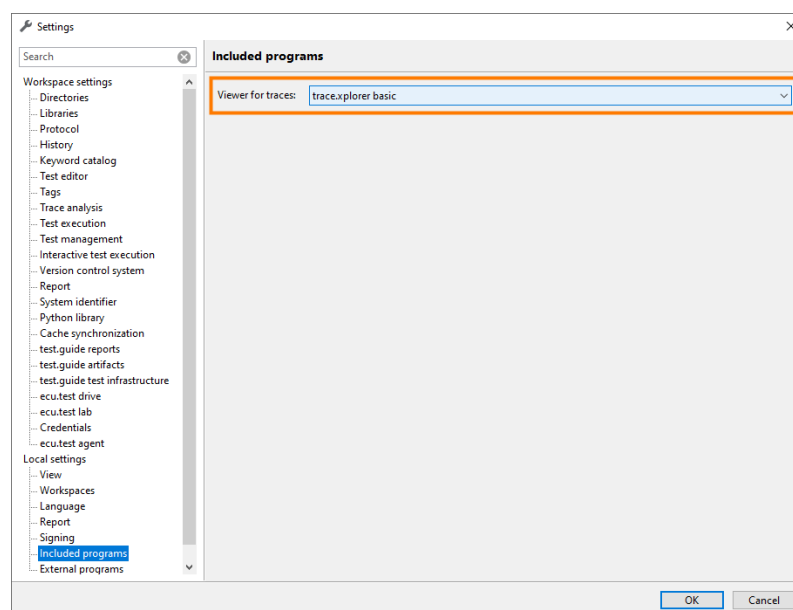 Settings
Search
Included programs
Workspace settings
Directories
Libraries
Protocol
History
Keyword catalog
Test editor
Tags
Trace analysis
Test execution
Test management
Interactive test execution
Version control system
Report
System identifier
Python library
Cache synchronization
test.guide reports
test.guide artifacts
test.guide test infrastructure
ecu.test drive
ecu.test lab
Credentials
ecu.test agent
Local settings
View
Workspaces
Language
Report
Signing
Included programs
External programs
Viewer for traces: trace.xplorer basic
OK Cancel